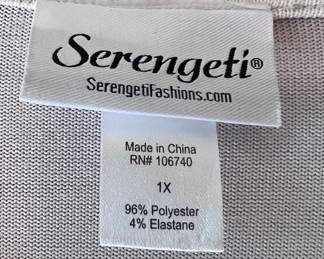 Serengeti®
SerengetiFashions.com
Made in China
RN# 106740
1X
96% Polyester
4% Elastane